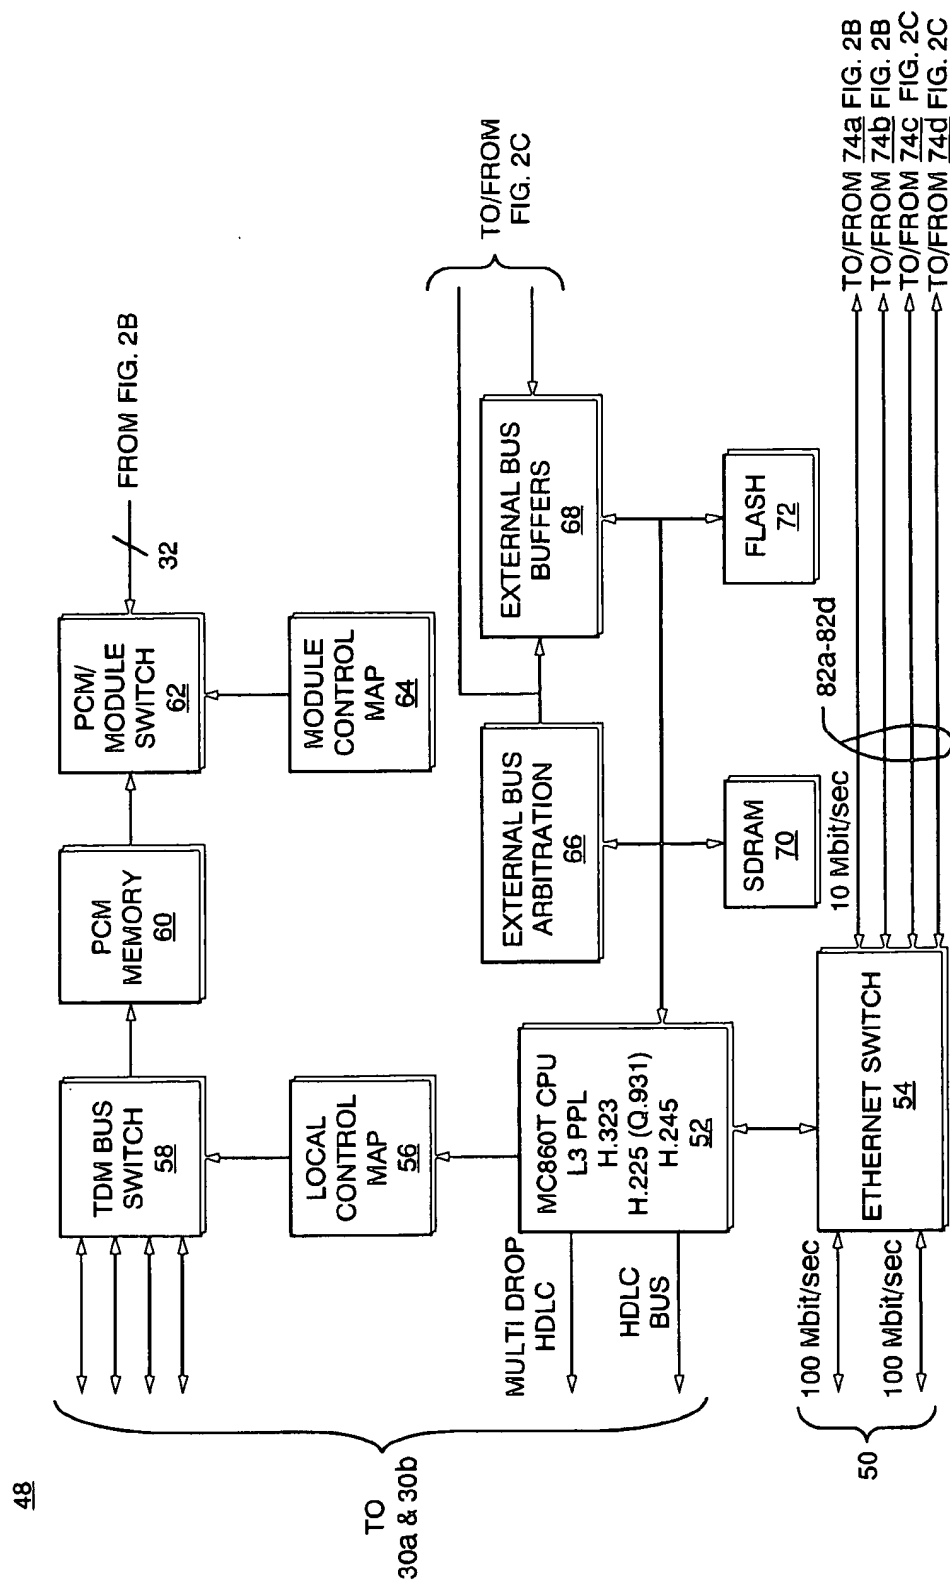 48
TO
30a & 30b
TDM BUS
SWITCH
58
PCM
MEMORY
60
PCM/
MODULE
SWITCH
62
32
FROM FIG. 2B
LOCAL
CONTROL
MAP
56
MODULE
CONTROL
MAP
64
MULTI DROP
HDLC
HDLC
BUS
MC860T CPU
L3 PPL
H.323
H.225 (Q.931)
H.245
52
EXTERNAL BUS
ARBITRATION
66
EXTERNAL BUS
BUFFERS
68
TO/FROM
FIG. 2C
SDRAM
70
FLASH
72
50
100 Mbit/sec
100 Mbit/sec
ETHERNET SWITCH
54
10 Mbit/sec
82a-82d
TO/FROM 74a FIG. 2B
TO/FROM 74b FIG. 2B
TO/FROM 74c FIG. 2C
TO/FROM 74d FIG. 2C